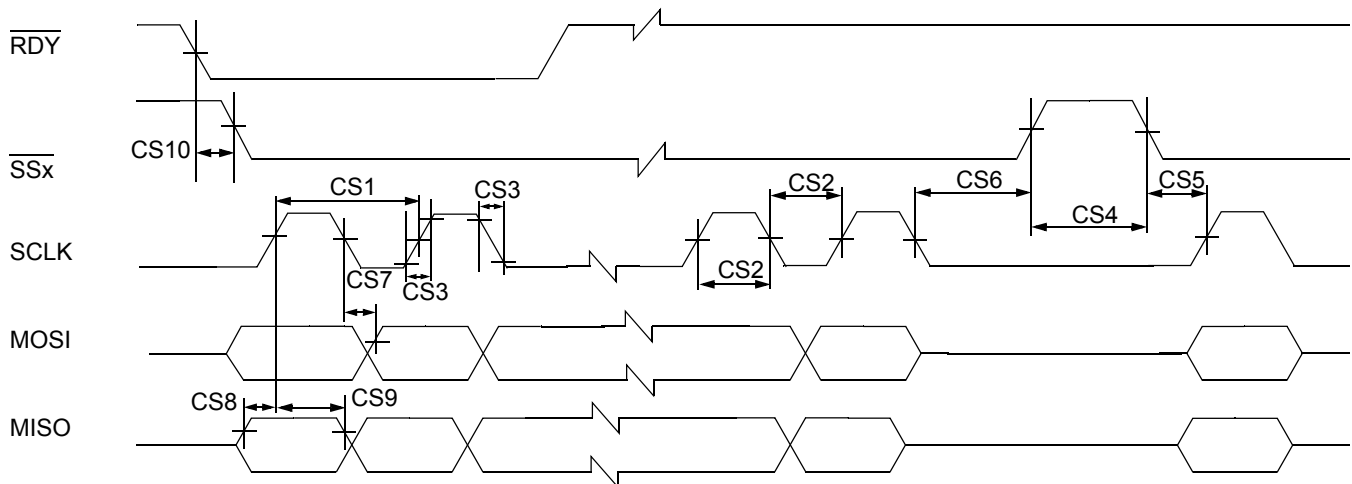 RDY
CS10
SSx
CS1
CS3
CS2
CS6
CS5
CS4
SCLK
CS7
CS3
CS2
MOSI
CS8
CS9
MISO